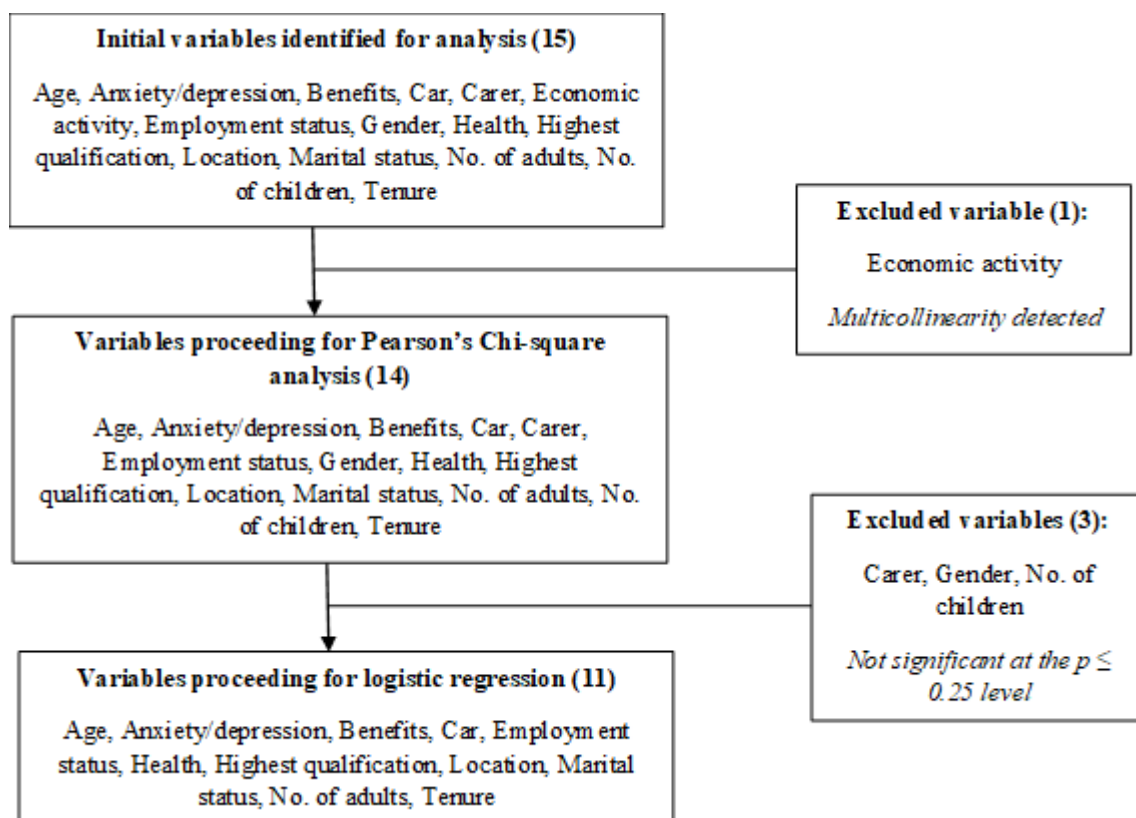 Initial variables identified for analysis (15)
Age, Anxiety/depression, Benefits, Car, Carer, Economic
activity, Employment status, Gender, Health, Highest
qualification, Location, Marital status, No. of adults, No.
of children, Tenure
Excluded variable (1):
Economic activity
Multicollinearity detected
Variables proceeding for Pearson's Chi-square
analysis (14)
Age, Anxiety/depression, Benefits, Car, Carer,
Employment status, Gender, Health, Highest
qualification, Location, Marital status, No. of adults, No.
of children, Tenure
Excluded variables (3):
Carer, Gender, No. of
children
Not significant at the p ≤
0.25 level
Variables proceeding for logistic regression (11)
Age, Anxiety/depression, Benefits, Car, Employment
status, Health, Highest qualification, Location, Marital
status, No. of adults, Tenure